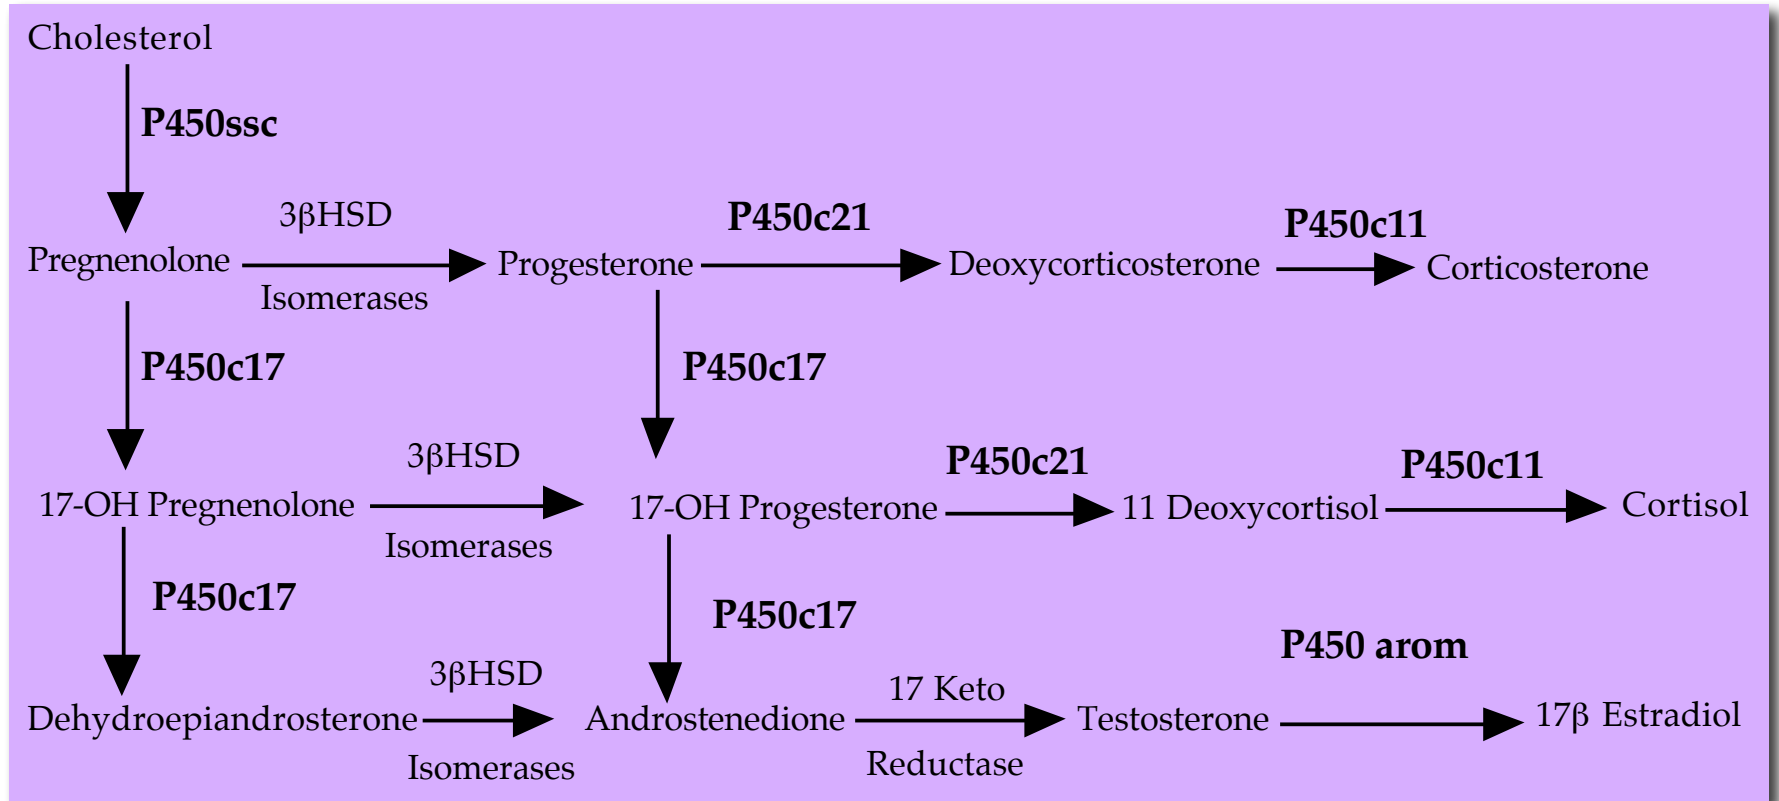 Cholesterol
P450ssc
3βHSD
P450c21
P450c11
Pregnenolone
Progesterone
Deoxycorticosterone
Corticosterone
Isomerases
P450c17
P450c17
3βHSD
P450c21
P450c11
17-OH Pregnenolone
17-OH Progesterone
11 Deoxycortisol
Cortisol
Isomerases
P450c17
P450c17
P450 arom
3βHSD
17 Keto
Dehydroepiandrosterone
Androstenedione
Testosterone
17β Estradiol
Isomerases
Reductase